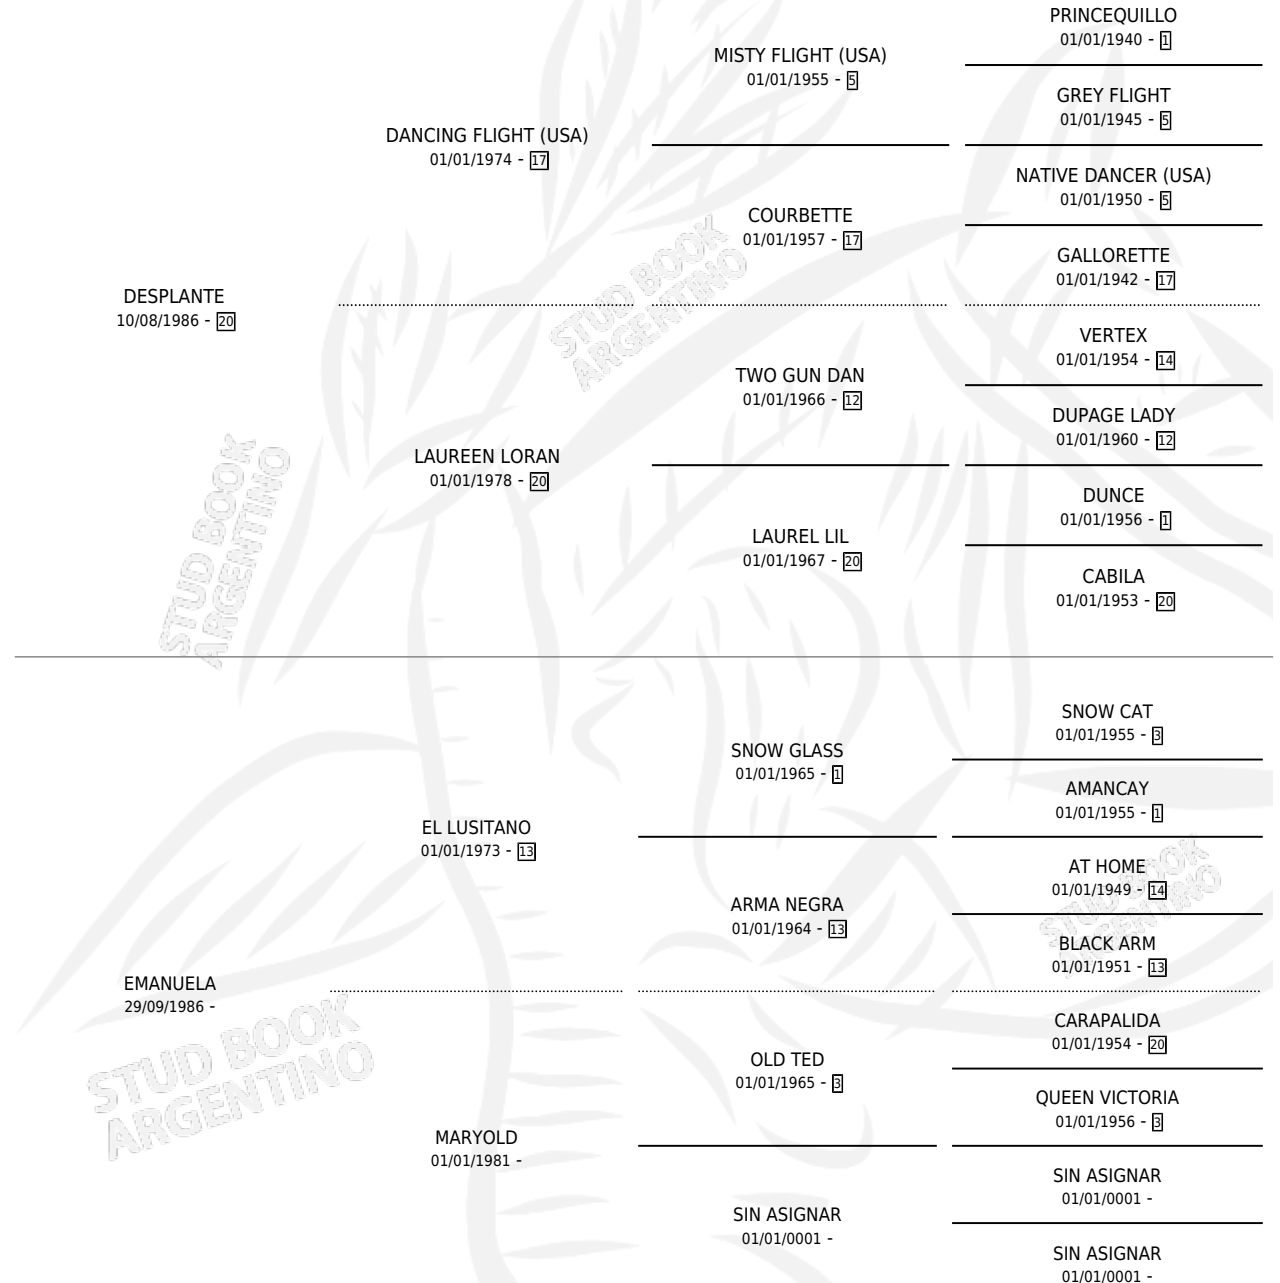 PRINCEQUILLO
01/01/1940 - 1
MISTY FLIGHT (USA)
01/01/1955 - 5
GREY FLIGHT
01/01/1945 - 5
DANCING FLIGHT (USA)
01/01/1974 - 17
NATIVE DANCER (USA)
01/01/1950 - 5
COURBETTE
01/01/1957 - 17
GALLORETTE
01/01/1942 - 17
DESPLANTE
10/08/1986 - 20
STUD BOOK
ARGENTINO
VERTEX
01/01/1954 - 14
TWO GUN DAN
01/01/1966 - 12
DUPAGE LADY
01/01/1960 - 12
LAUREEN LORAN
01/01/1978 - 20
DUNCE
01/01/1956 - 1
LAUREL LIL
01/01/1967 - 20
CABILA
01/01/1953 - 20
STUD BOOK
ARGENTINO
SNOW CAT
01/01/1955 - 3
SNOW GLASS
01/01/1965 - 1
AMANCAY
01/01/1955 - 1
EL LUSITANO
01/01/1973 - 13
AT HOME
01/01/1949 - 14
ARMA NEGRA
01/01/1964 - 13
BLACK ARM
01/01/1951 - 13
STUD BOOK
ARGENTINO
EMANUELA
29/09/1986 -
CARAPALIDA
01/01/1954 - 20
OLD TED
01/01/1965 - 3
QUEEN VICTORIA
01/01/1956 - 3
STUD BOOK
ARGENTINO
MARYOLD
01/01/1981 -
SIN ASIGNAR
01/01/0001 -
SIN ASIGNAR
01/01/0001 -
SIN ASIGNAR
01/01/0001 -